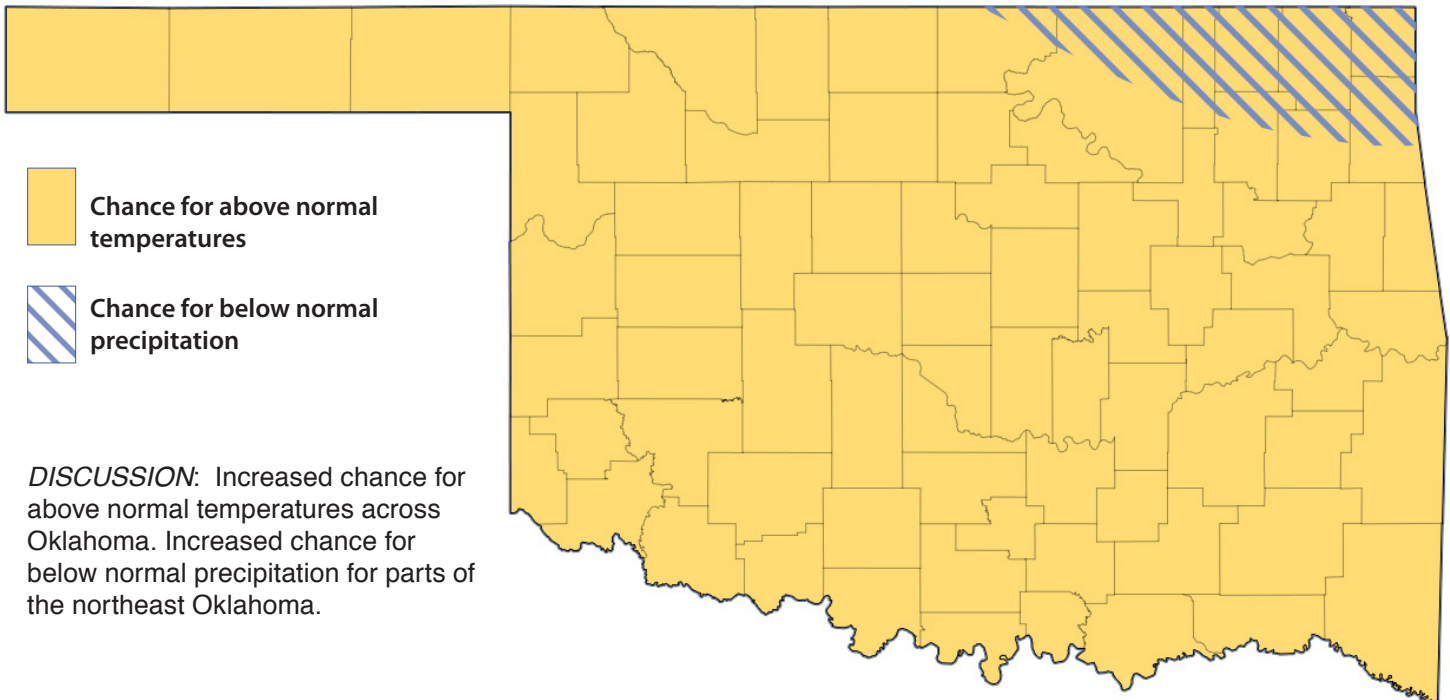 Chance for above normal
temperatures
Chance for below normal
precipitation
DISCUSSION:  Increased chance for
above normal temperatures across
Oklahoma. Increased chance for
below normal precipitation for parts of
the northeast Oklahoma.